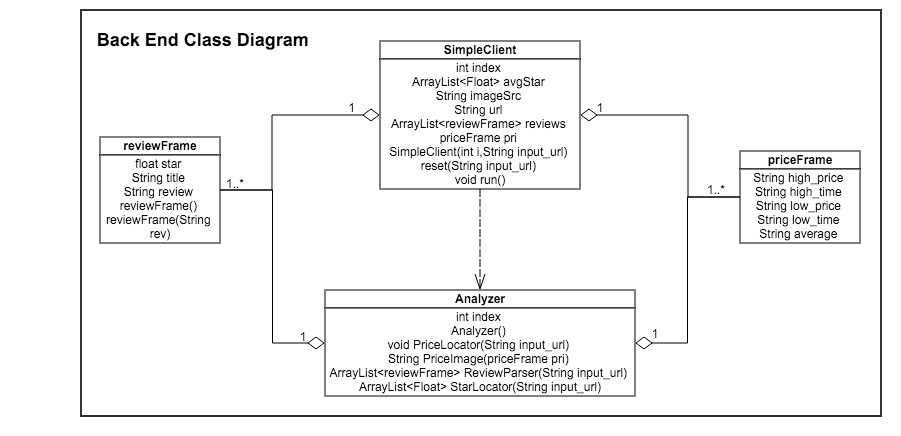 Back End Class Diagram
SimpleClient
int index
ArrayList<Float> avgStar
String imageSrc
String url
ArrayList<reviewFrame> reviews
priceFrame pri
SimpleClient(int i,String input_url)
reset(String input_url)
void run()
1
1
reviewFrame
float star
String title
String review
reviewFrame()
reviewFrame(String
rev)
1..*
1..*
priceFrame
String high_price
String high_time
String low_price
String low_time
String average
Analyzer
int index
Analyzer()
void PriceLocator(String input_url)
String PriceImage(priceFrame pri)
ArrayList<reviewFrame> ReviewParser(String input_url)
ArrayList<Float> StarLocator(String input_url)
1
1